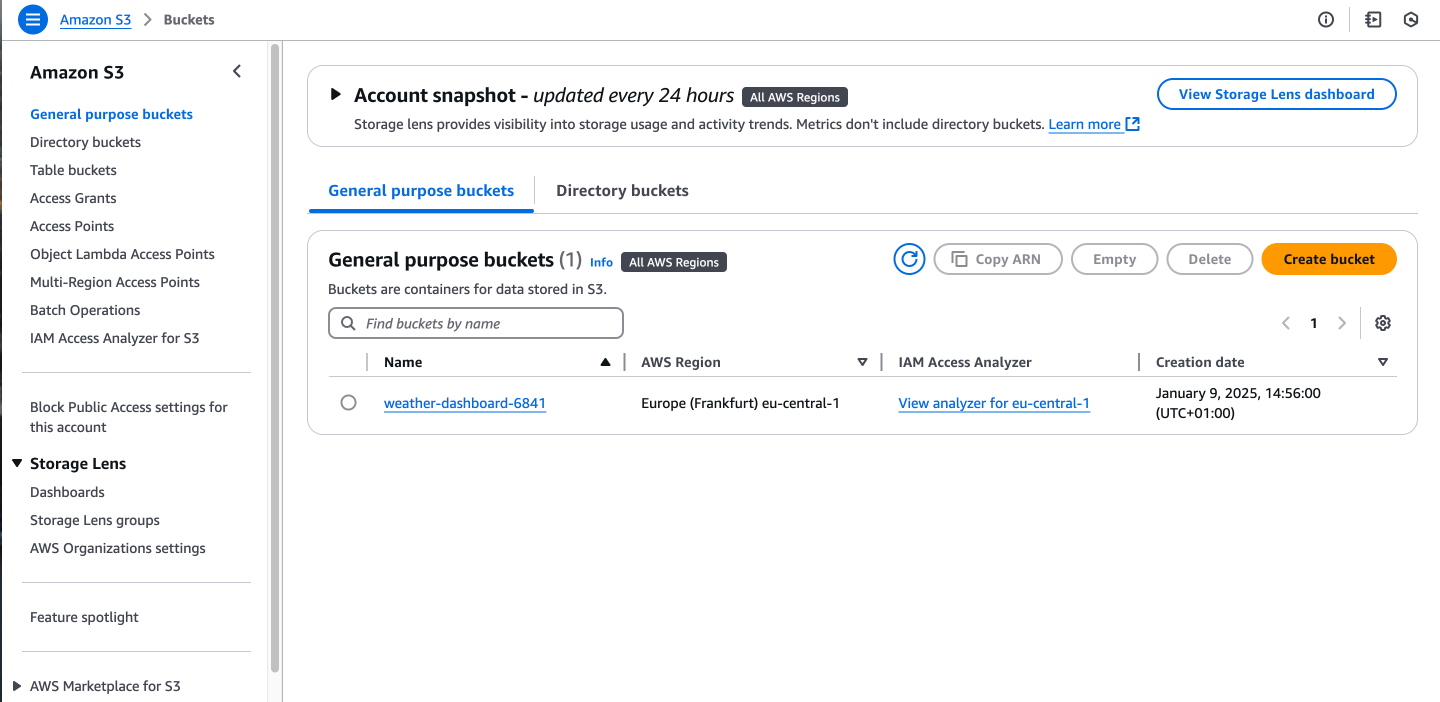 Amazon S3 > Buckets
Amazon S3
General purpose buckets
Directory buckets
Table buckets
Access Grants
Access Points
Object Lambda Access Points
Multi-Region Access Points
Batch Operations
IAM Access Analyzer for S3
Block Public Access settings for
this account
Storage Lens
Dashboards
Storage Lens groups
AWS Organizations settings
Feature spotlight
AWS Marketplace for S3
Account snapshot - updated every 24 hours All AWS Regions
View Storage Lens dashboard
Storage lens provides visibility into storage usage and activity trends. Metrics don't include directory buckets. Learn more
General purpose buckets Directory buckets
General purpose buckets (1) Info All AWS Regions
Copy ARN Empty Delete Create bucket
Buckets are containers for data stored in S3.
Find buckets by name
1
Name AWS Region IAM Access Analyzer Creation date
weather-dashboard-6841 Europe (Frankfurt) eu-central-1 View analyzer for eu-central-1 January 9, 2025, 14:56:00
(UTC+01:00)